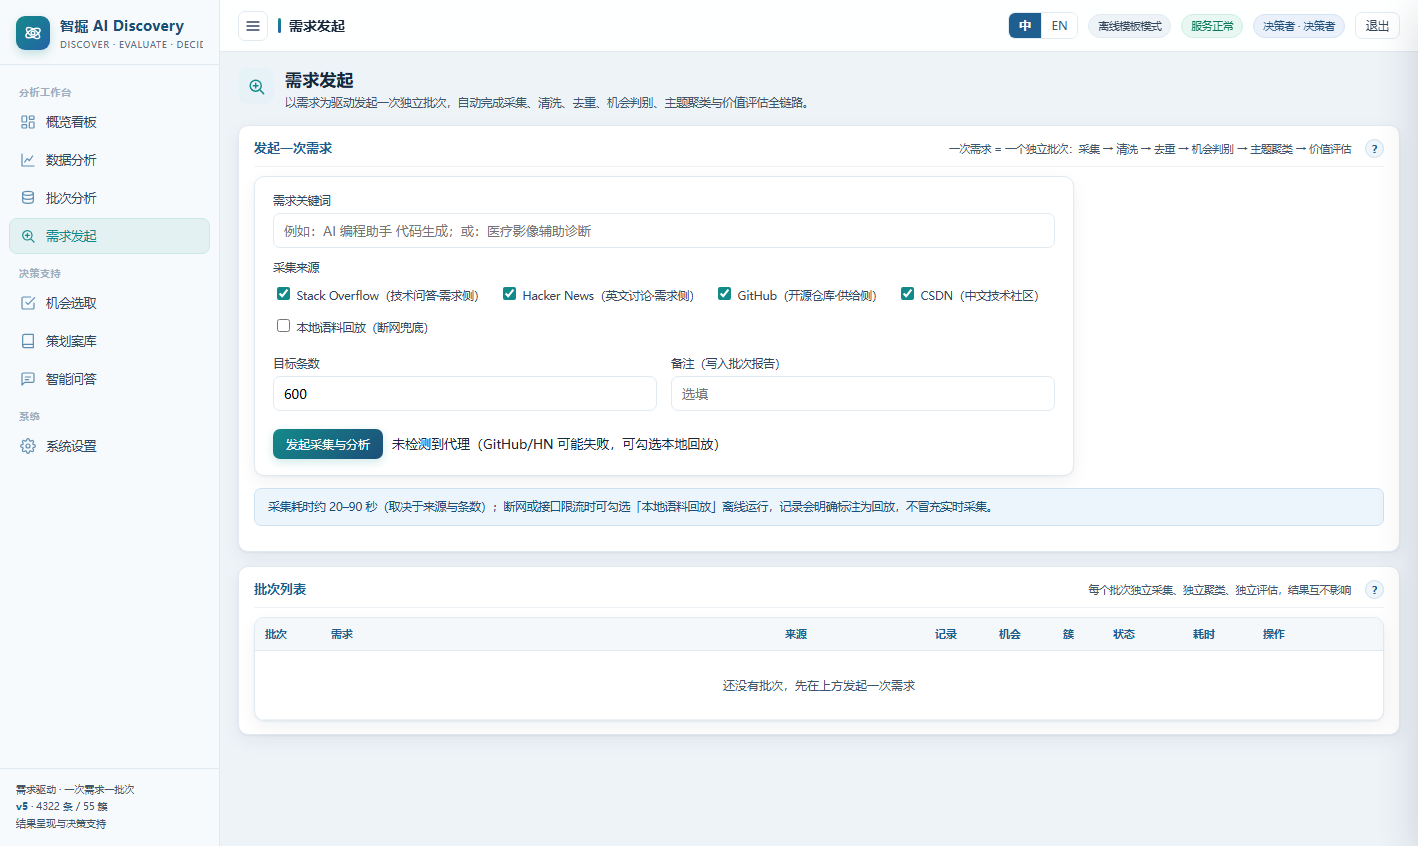 智掘 AI Discovery
DISCOVER · EVALUATE · DECID
分析工作台
概览看板
数据分析
批次分析
需求发起
决策支持
机会选取
策划案库
智能问答
系统
系统设置
需求驱动 · 一次需求一批次
v5 · 4322 条 / 55 簇
结果呈现与决策支持
需求发起
中 EN 离线模板模式 服务正常 决策者 · 决策者 退出
需求发起
以需求为驱动发起一次独立批次，自动完成采集、清洗、去重、机会判别、主题聚类与价值评估全链路。
发起一次需求
一次需求 = 一个独立批次：采集 → 清洗 → 去重 → 机会判别 → 主题聚类 → 价值评估 ?
需求关键词
例如：AI 编程助手 代码生成；或：医疗影像辅助诊断
采集来源
Stack Overflow（技术问答·需求侧） Hacker News（英文讨论·需求侧） GitHub（开源仓库·供给侧） CSDN（中文技术社区）
本地语料回放（断网兜底）
目标条数 备注（写入批次报告）
600 选填
发起采集与分析 未检测到代理（GitHub/HN 可能失败，可勾选本地回放）
采集耗时约 20–90 秒（取决于来源与条数）；断网或接口限流时可勾选「本地语料回放」离线运行，记录会明确标注为回放，不冒充实时采集。
批次列表
每个批次独立采集、独立聚类、独立评估，结果互不影响 ?
批次 需求 来源 记录 机会 簇 状态 耗时 操作
还没有批次，先在上方发起一次需求